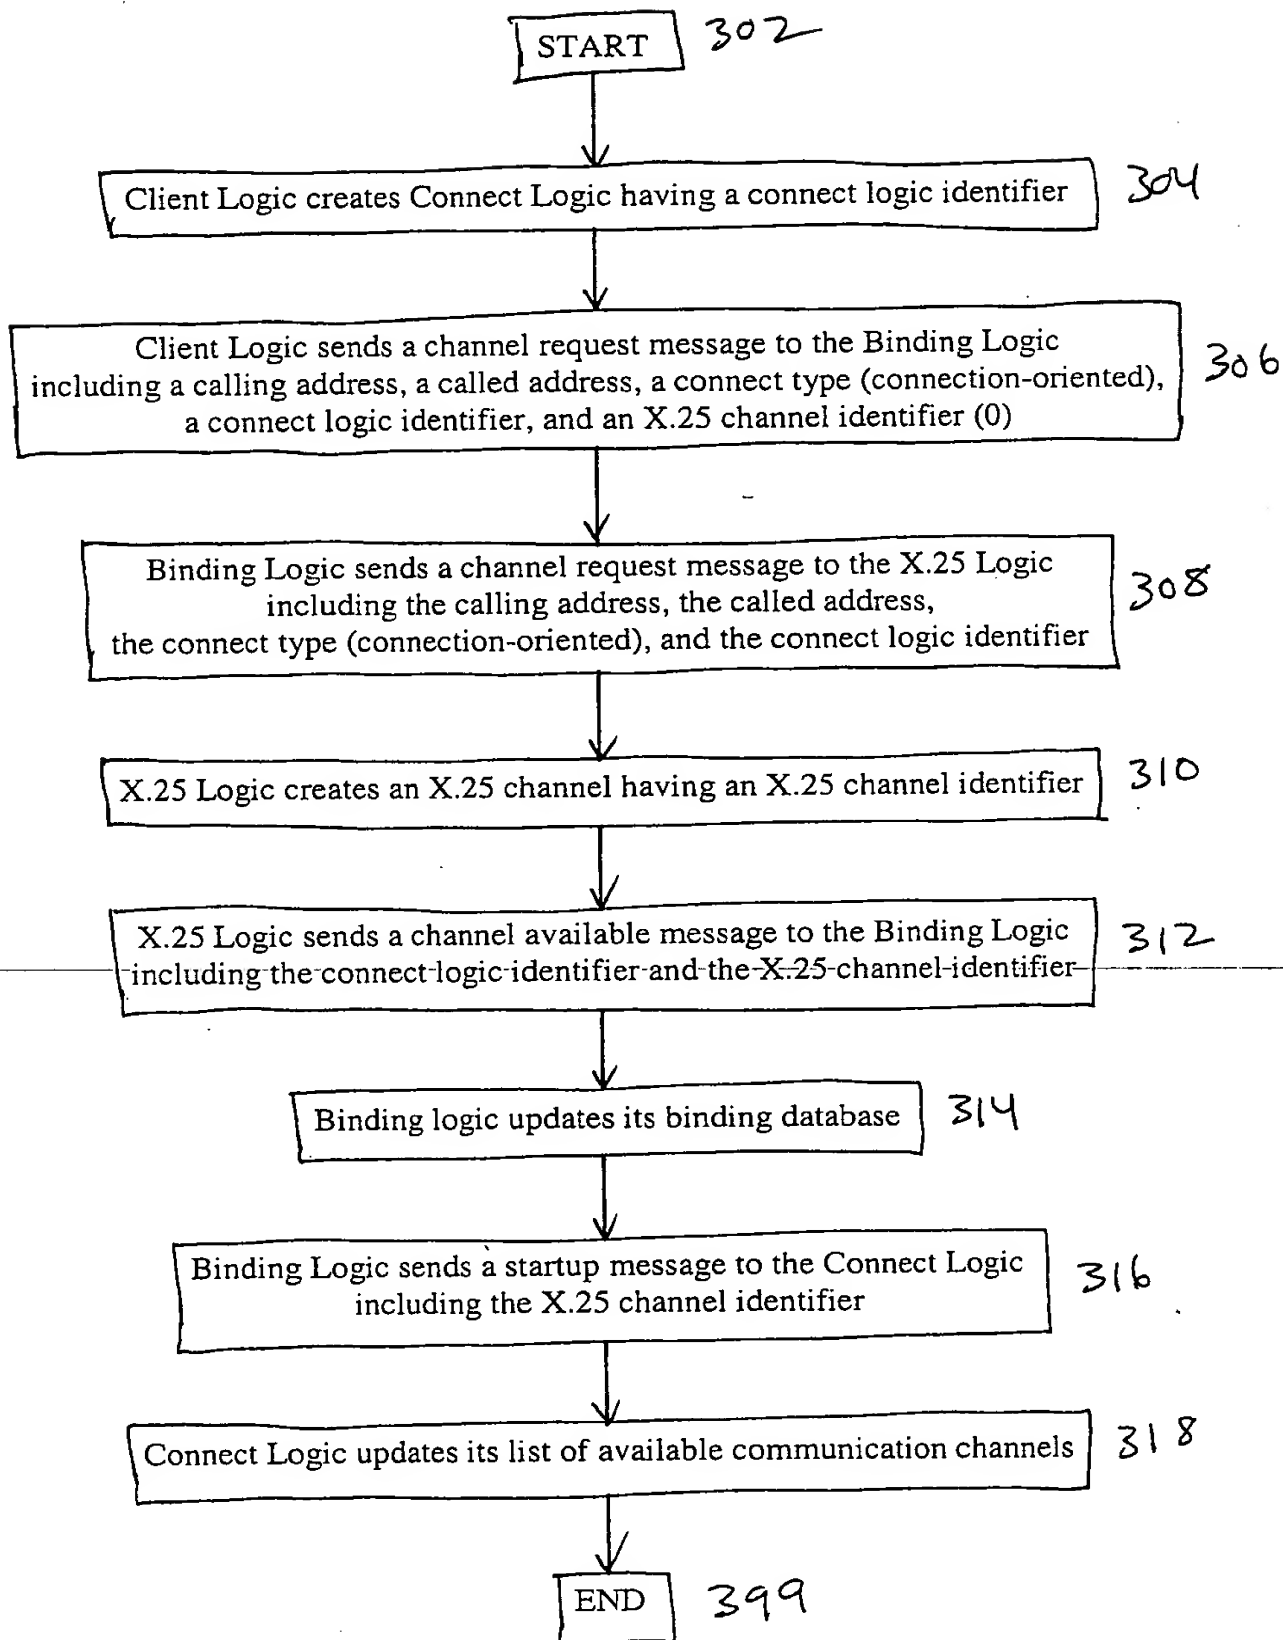 START 302
Client Logic creates Connect Logic having a connect logic identifier 304
Client Logic sends a channel request message to the Binding Logic
including a calling address, a called address, a connect type (connection-oriented), 306
a connect logic identifier, and an X.25 channel identifier (0)
Binding Logic sends a channel request message to the X.25 Logic
including the calling address, the called address, 308
the connect type (connection-oriented), and the connect logic identifier
X.25 Logic creates an X.25 channel having an X.25 channel identifier 310
X.25 Logic sends a channel available message to the Binding Logic 312
including the connect logic identifier and the X.25 channel identifier
Binding logic updates its binding database 314
Binding Logic sends a startup message to the Connect Logic 316
including the X.25 channel identifier
Connect Logic updates its list of available communication channels 318
END 399